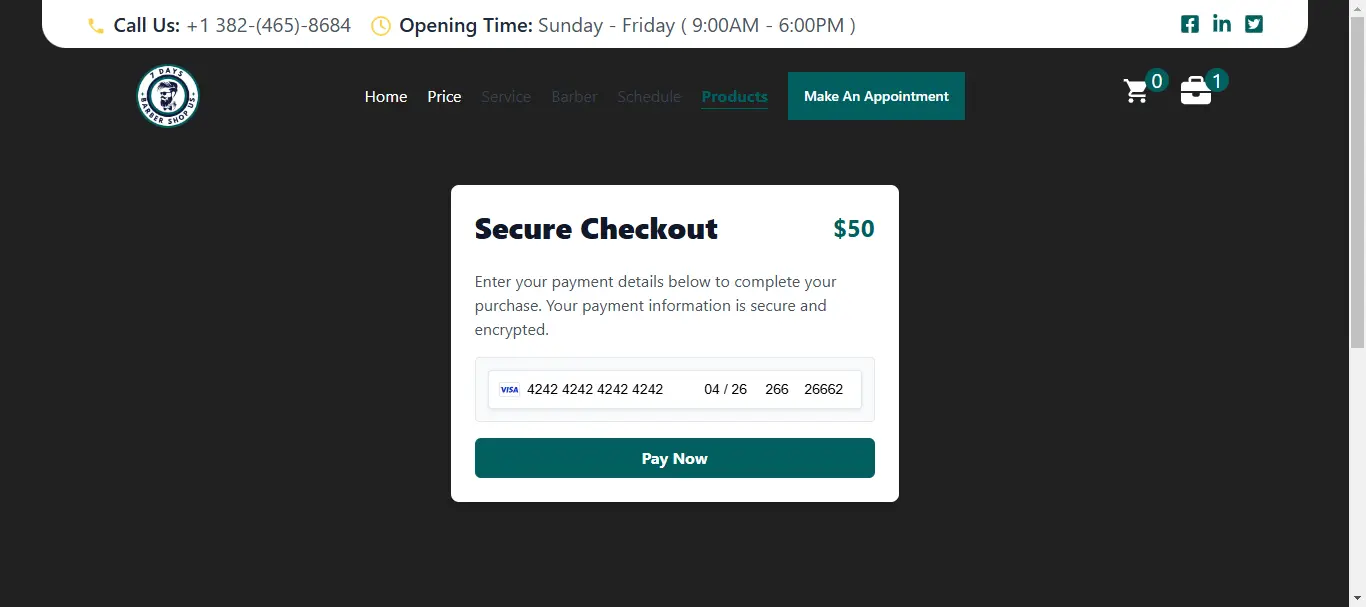 Call Us: +1 382-(465)-8684 Opening Time: Sunday - Friday ( 9:00AM - 6:00PM )
7 DAYS
BARBER SHOP US
Home Price Service Barber Schedule Products Make An Appointment 0 1
Secure Checkout $50
Enter your payment details below to complete your
purchase. Your payment information is secure and
encrypted.
VISA 4242 4242 4242 4242 04 / 26 266 26662
Pay Now